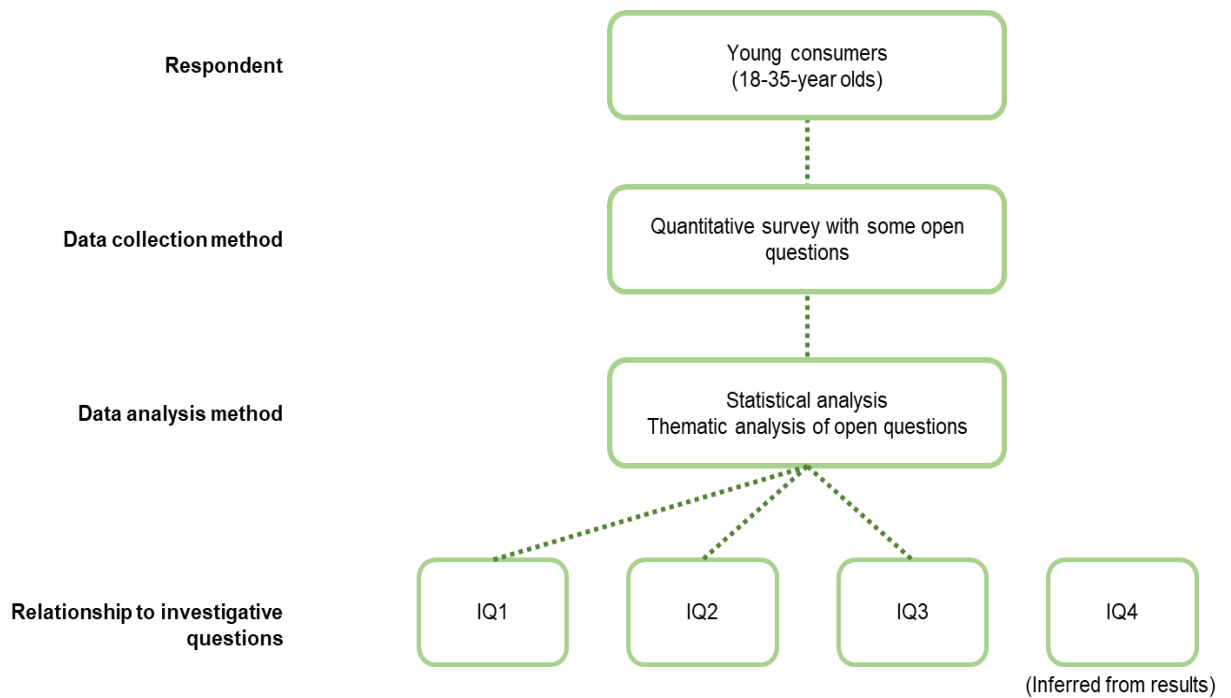 Respondent
Young consumers
(18-35-year olds)
Data collection method
Quantitative survey with some open
questions
Data analysis method
Statistical analysis
Thematic analysis of open questions
Relationship to investigative
questions
IQ1
IQ2
IQ3
IQ4
(Inferred from results)